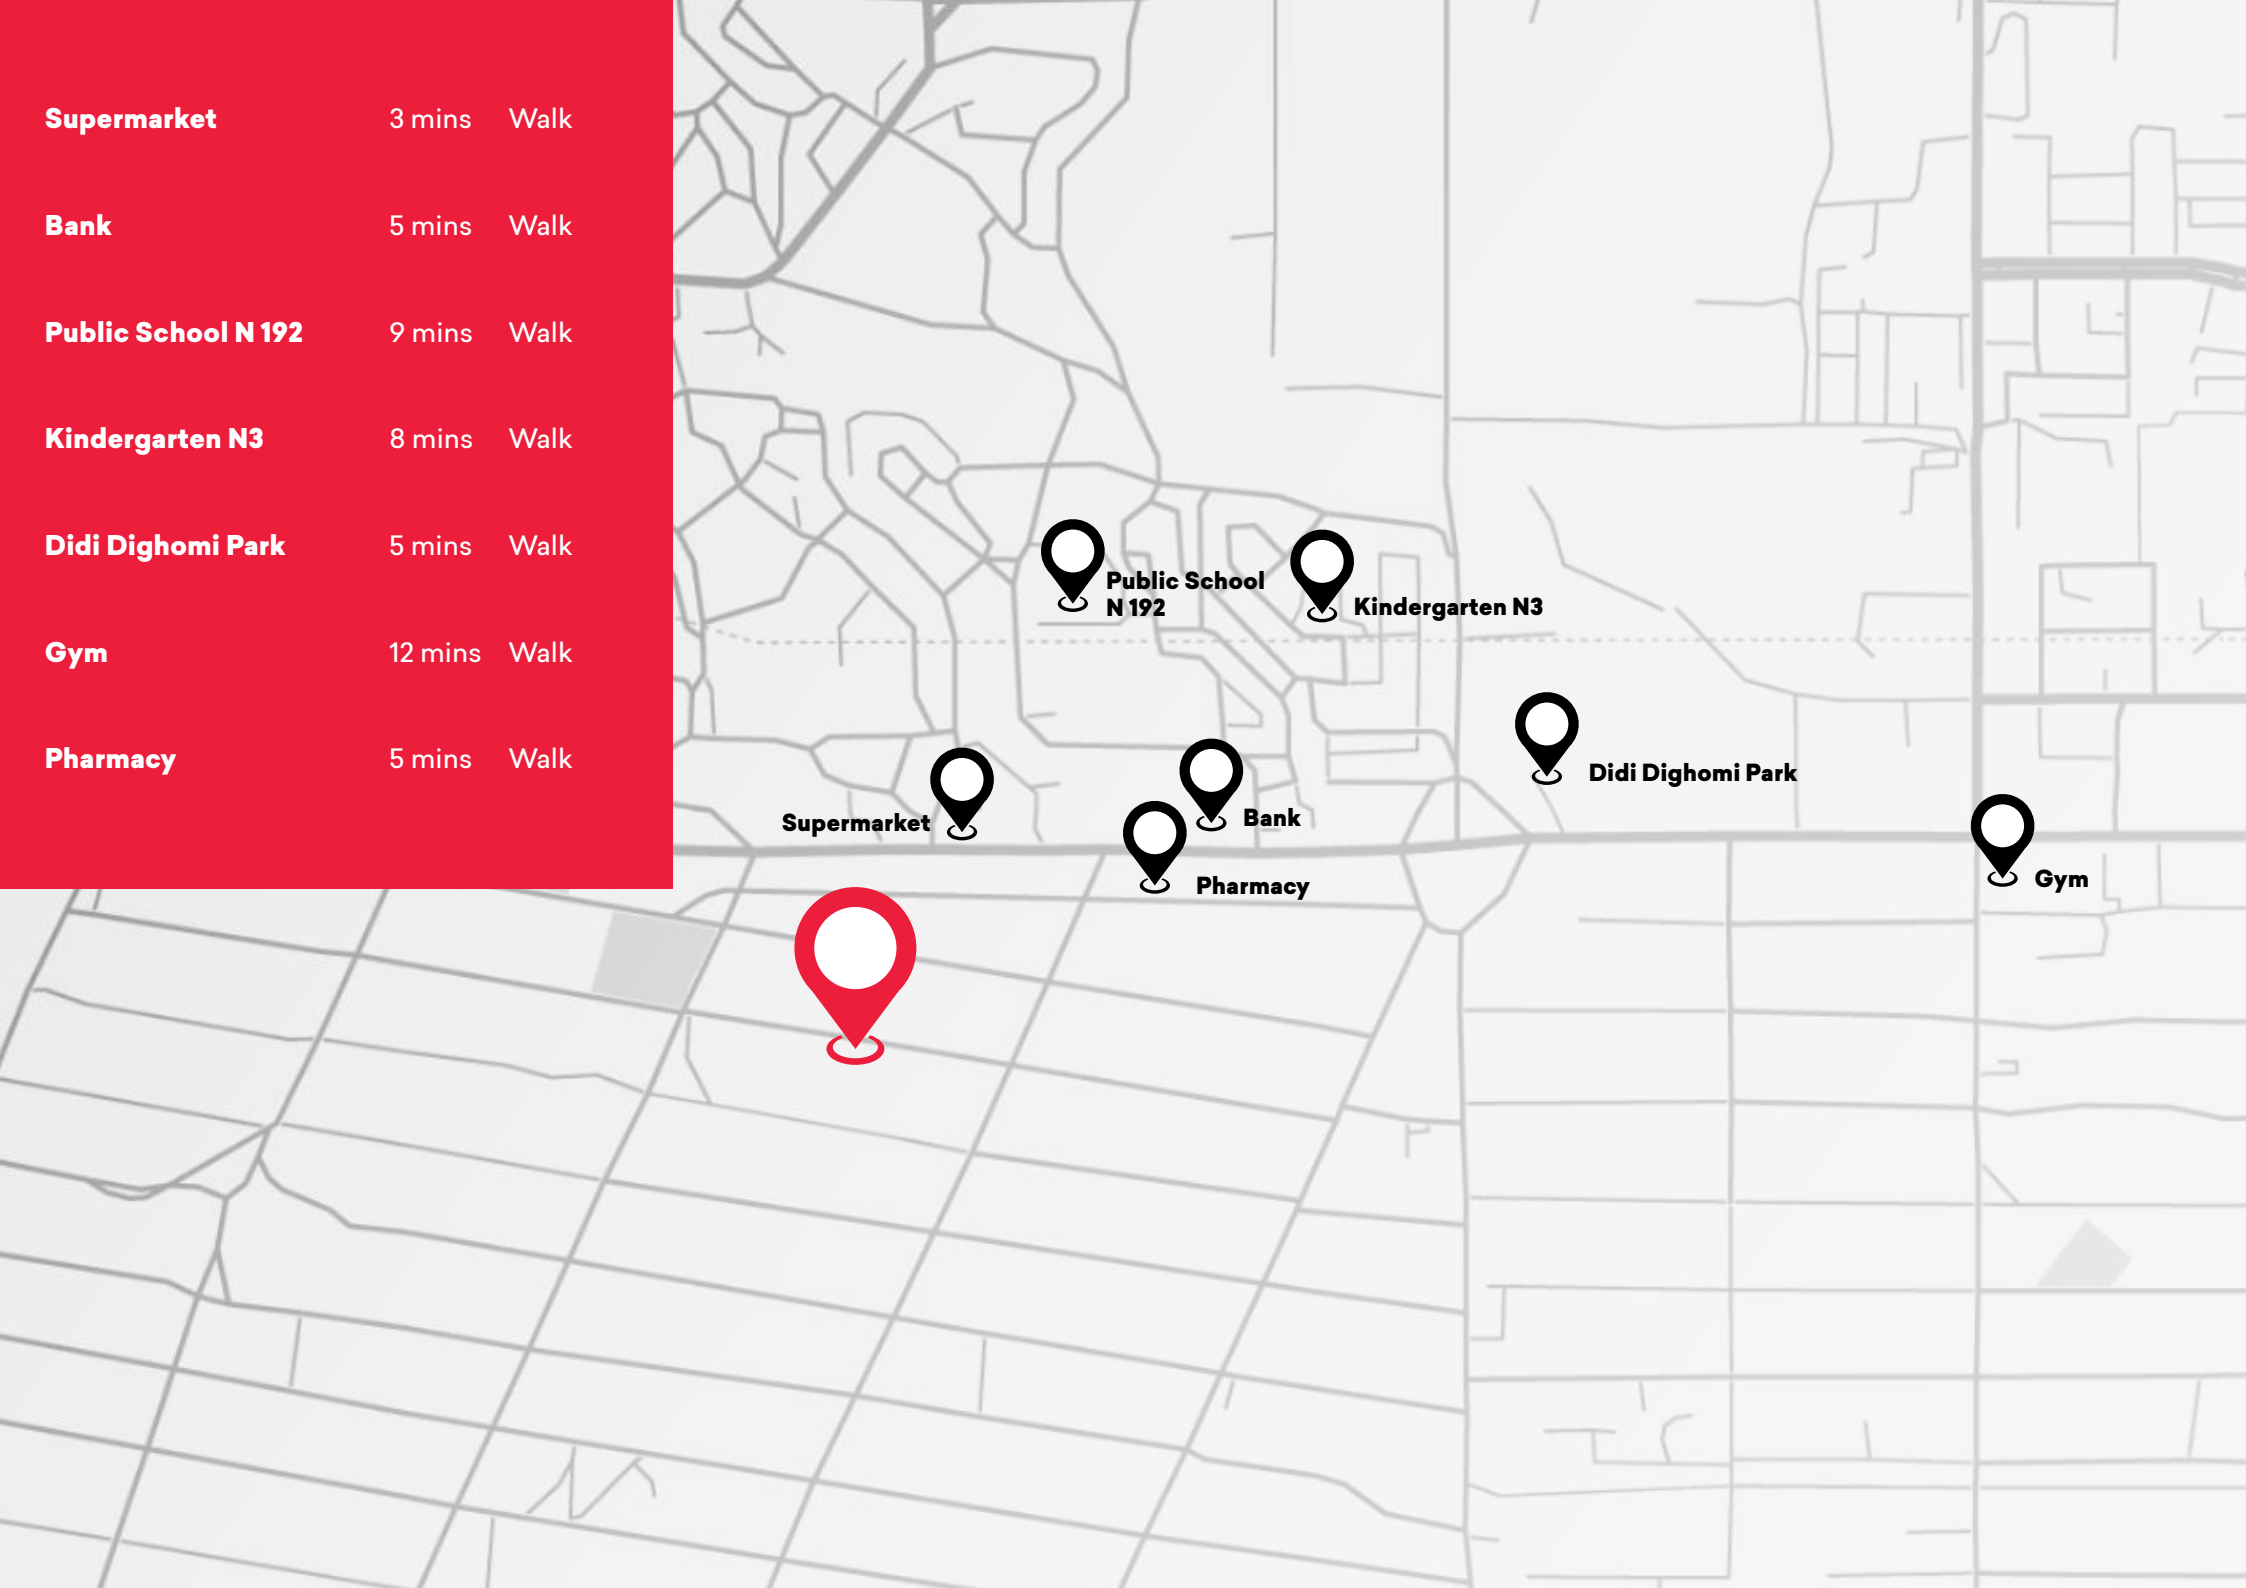 Supermarket 3 mins Walk
Bank 5 mins Walk
Public School N 192 9 mins Walk
Kindergarten N3 8 mins Walk
Didi Dighomi Park 5 mins Walk
Gym 12 mins Walk
Pharmacy 5 mins Walk
Public School
N 192
Kindergarten N3
Didi Dighomi Park
Supermarket
Bank
Pharmacy
Gym